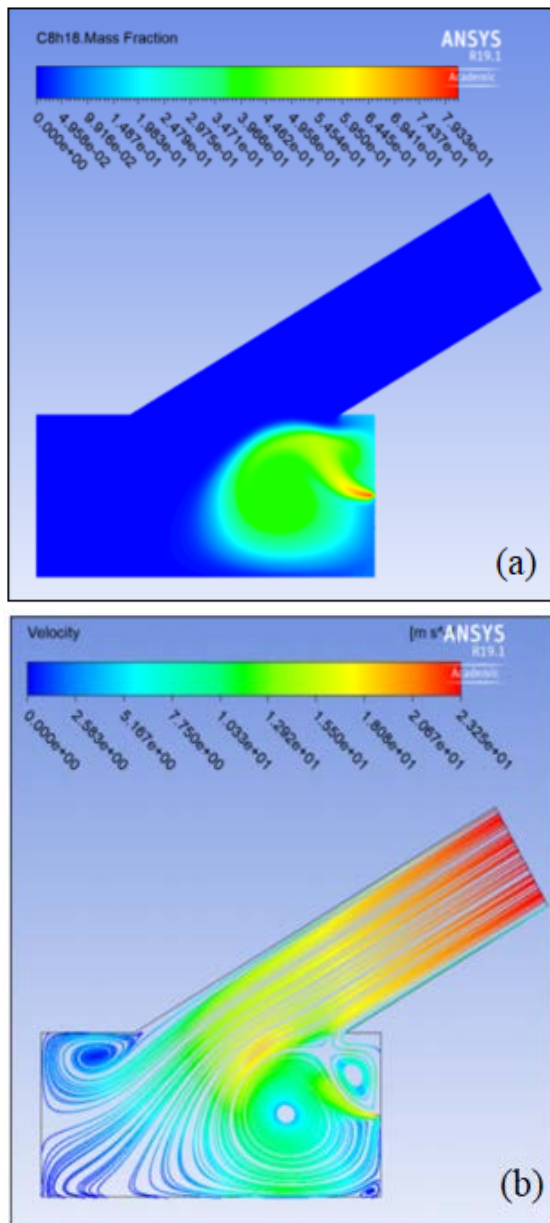 C8h18.Mass Fraction
ANSYS
R19.1
Academic
0.000e+00
4.958e-02
9.916e-02
1.487e-01
1.983e-01
2.479e-01
2.975e-01
3.471e-01
3.966e-01
4.462e-01
4.958e-01
5.454e-01
5.950e-01
6.445e-01
6.941e-01
7.437e-01
7.933e-01
(a)
Velocity
[m s^
ANSYS
R19.1
Academic
0.000e+00
2.583e+00
5.167e+00
7.750e+00
1.033e+01
1.292e+01
1.550e+01
1.808e+01
2.067e+01
2.325e+01
(b)